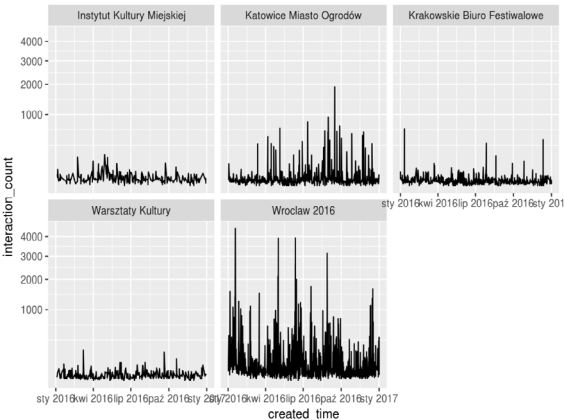 Instytut Kultury Miejskiej
Katowice Miasto Ogrodów
Krakowskie Biuro Festiwalowe
4000
3000
2000
1000
sty 2016 kwi 2016 lip 2016 paź 2016 sty 201
Warsztaty Kultury
Wroclaw 2016
4000
3000
2000
1000
sty 2016 kwi 2016 lip 2016 paź 2016 sty 2017
sty 2016 kwi 2016 lip 2016 paź 2016 sty 2017
interaction_count
created_time